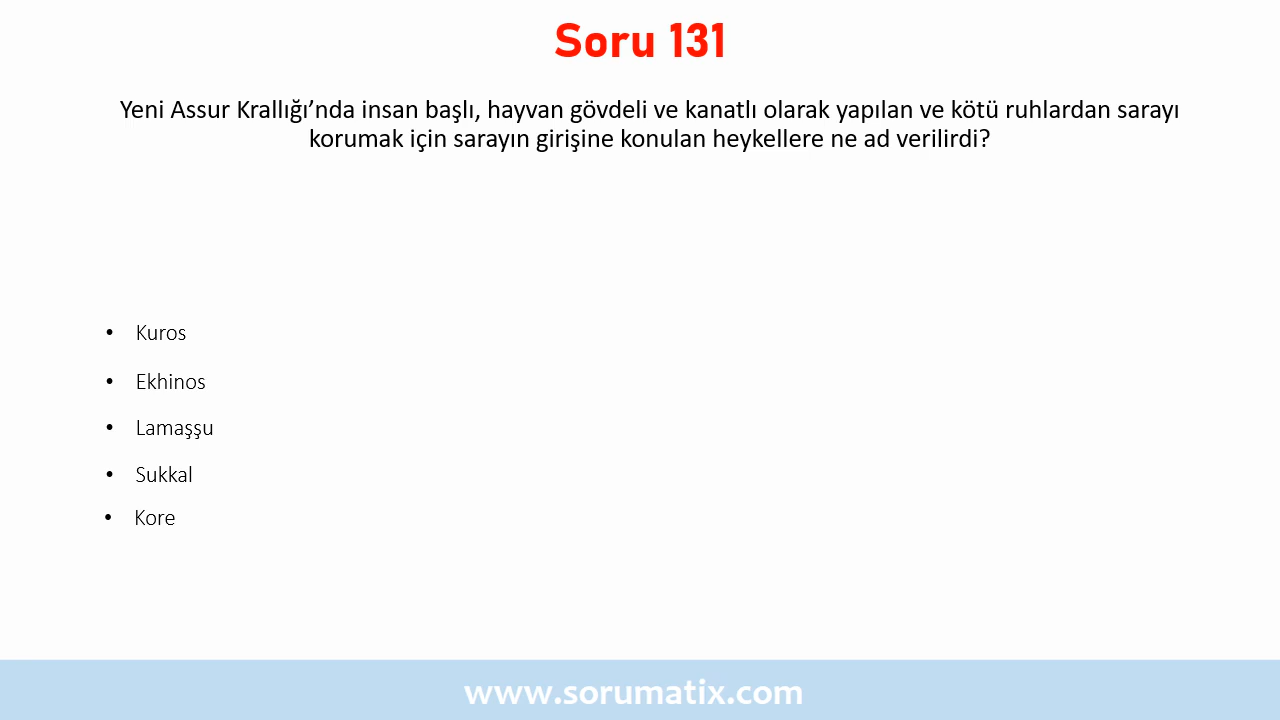 Soru 131
Yeni Assur Krallığı’nda insan başlı, hayvan gövdeli ve kanatlı olarak yapılan ve kötü ruhlardan sarayı
korumak için sarayın girişine konulan heykellere ne ad verilirdi?
• Kuros
• Ekhinos
• Lamaşşu
• Sukkal
• Kore
www.sorumatix.com